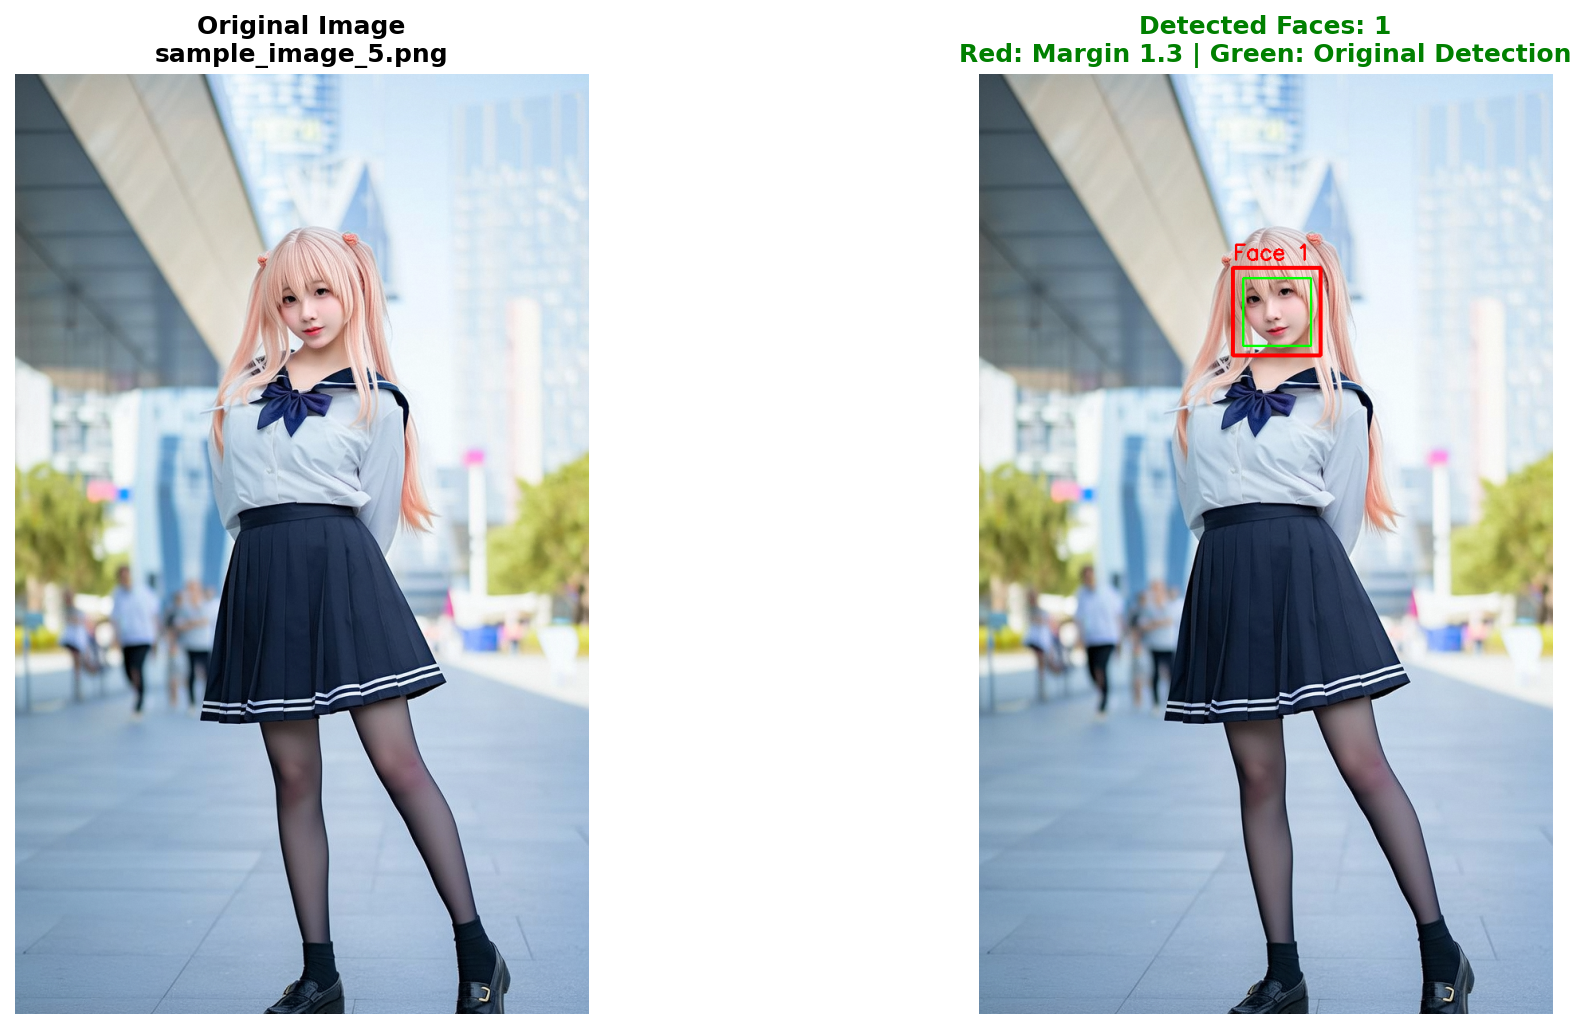 Original Image
sample_image_5.png
Detected Faces: 1
Red: Margin 1.3 | Green: Original Detection
Face 1